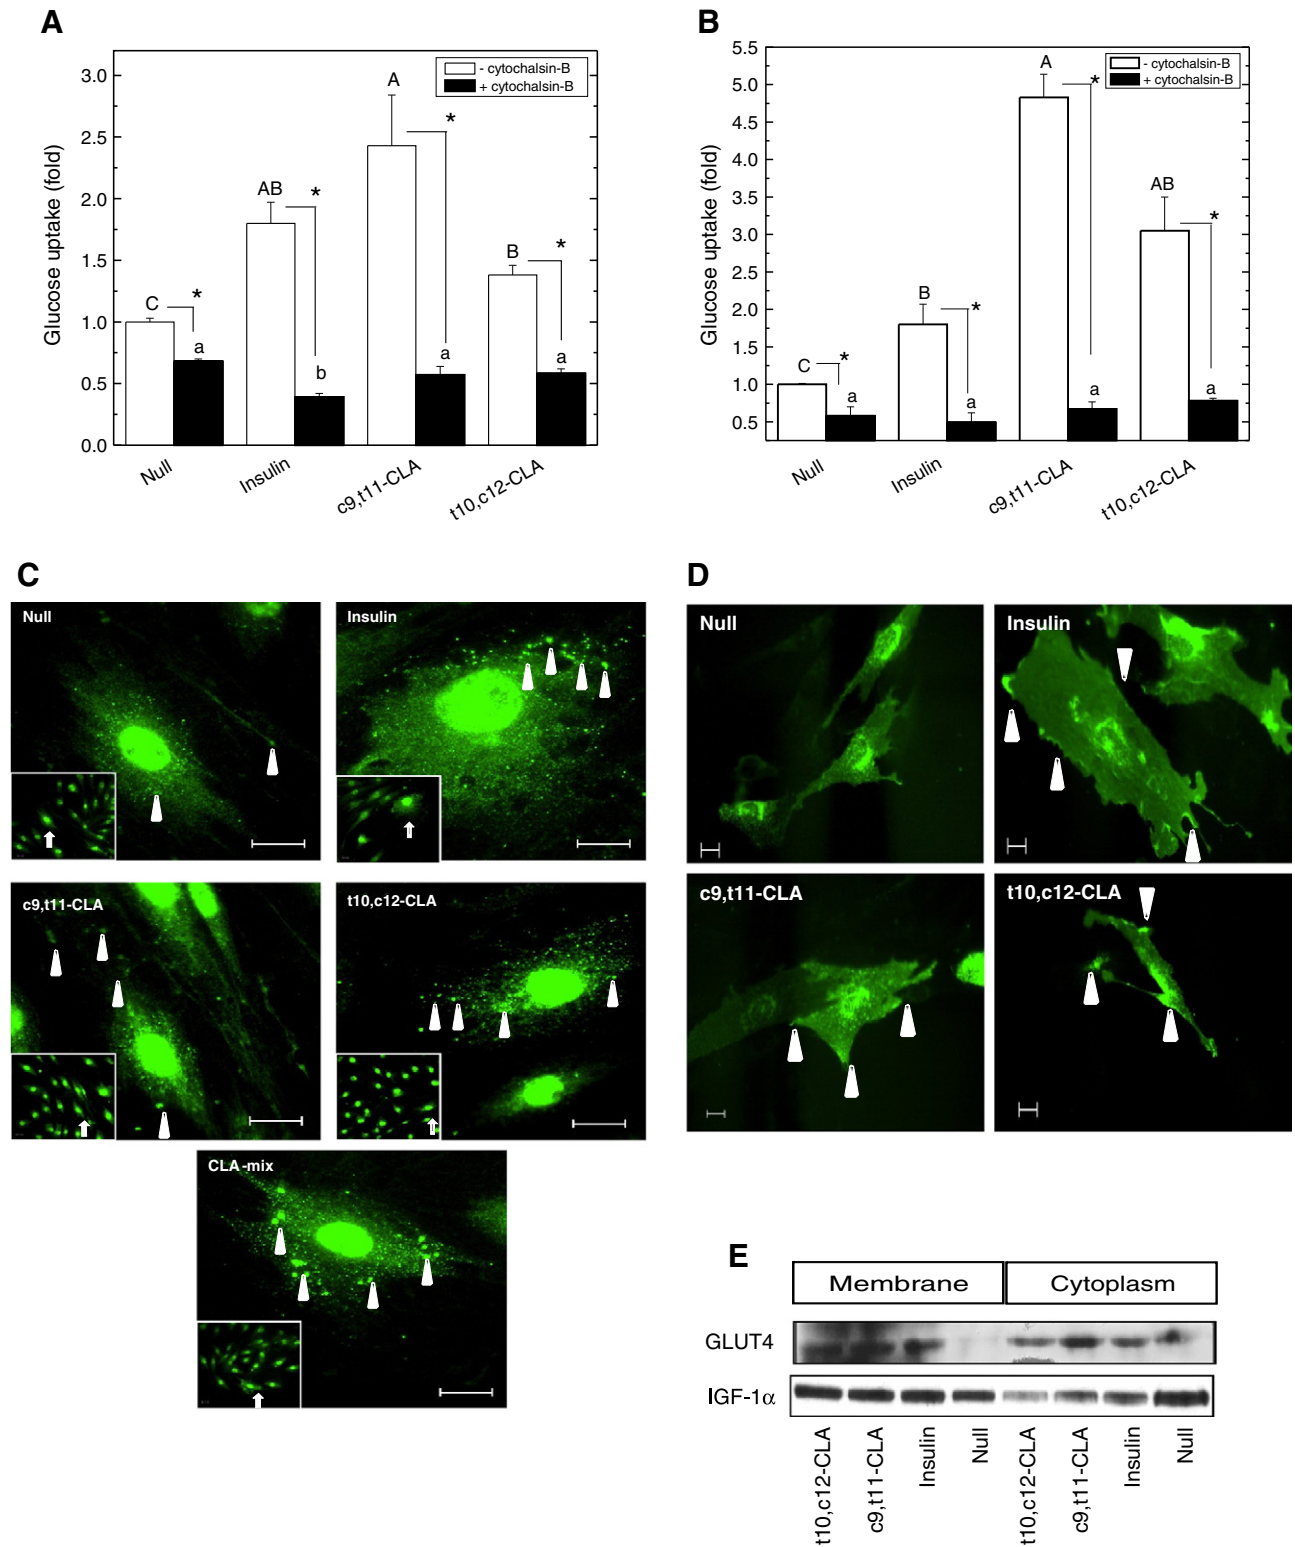 A
Glucose uptake (fold)
3.0
2.5
2.0
1.5
1.0
0.5
0.0
- cytochalsin-B
+ cytochalsin-B
C
*
a
AB
*
b
A
*
a
B
*
a
Null
Insulin
c9,t11-CLA
t10,c12-CLA
B
Glucose uptake (fold)
5.5
5.0
4.5
4.0
3.5
3.0
2.5
2.0
1.5
1.0
0.5
- cytochalsin-B
+ cytochalsin-B
C
*
a
B
*
a
A
*
a
AB
*
a
Null
Insulin
c9,t11-CLA
t10,c12-CLA
C
Null
Insulin
c9,t11-CLA
t10,c12-CLA
CLA-mix
D
Null
Insulin
c9,t11-CLA
t10,c12-CLA
E
Membrane
Cytoplasm
GLUT4
IGF-1α
t10,c12-CLA
c9,t11-CLA
Insulin
Null
t10,c12-CLA
c9,t11-CLA
Insulin
Null